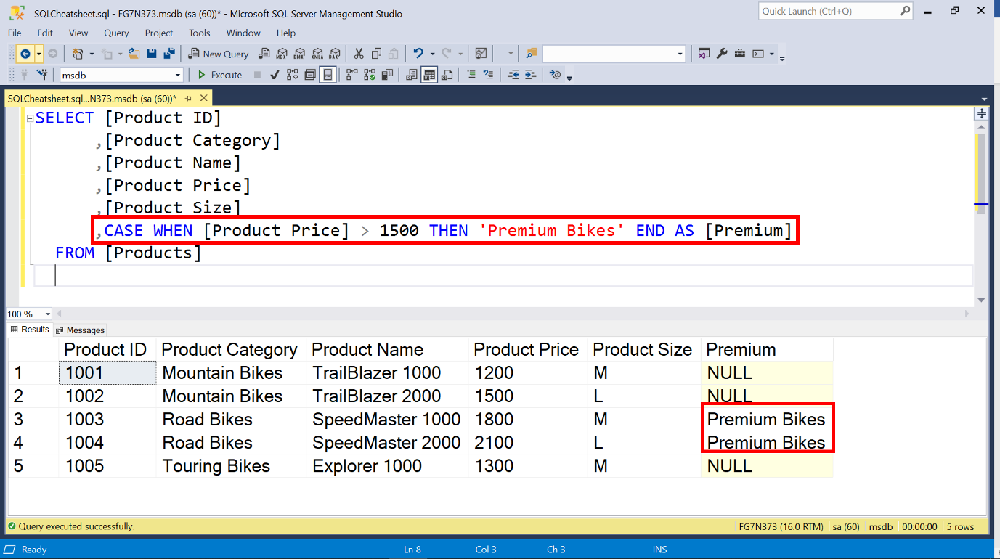 SQLCheatsheet.sql - FG7N373.msdb (sa (60))* - Microsoft SQL Server Management Studio
Quick Launch (Ctrl+Q)
File Edit View Query Project Tools Window Help
New Query MDX DMX XMLA DAX
msdb Execute
SQLCheatsheet.sql...N373.msdb (sa (60))*
SELECT [Product ID]
,[Product Category]
,[Product Name]
,[Product Price]
,[Product Size]
,CASE WHEN [Product Price] > 1500 THEN 'Premium Bikes' END AS [Premium]
FROM [Products]
100 %
Results Messages
Product ID Product Category Product Name Product Price Product Size Premium
1 1001 Mountain Bikes TrailBlazer 1000 1200 M NULL
2 1002 Mountain Bikes TrailBlazer 2000 1500 L NULL
3 1003 Road Bikes SpeedMaster 1000 1800 M Premium Bikes
4 1004 Road Bikes SpeedMaster 2000 2100 L Premium Bikes
5 1005 Touring Bikes Explorer 1000 1300 M NULL
Query executed successfully. FG7N373 (16.0 RTM) sa (60) msdb 00:00:00 5 rows
Ready Ln 8 Col 3 Ch 3 INS